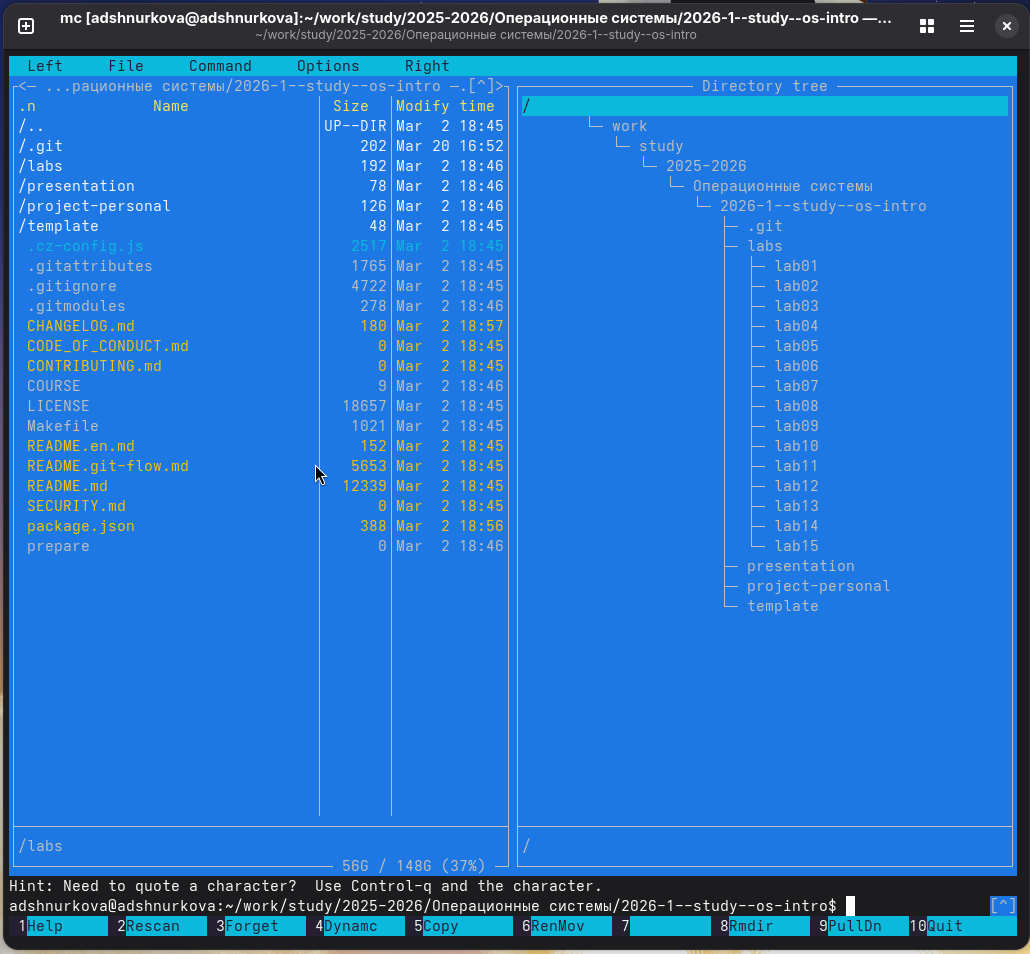 mc [adshnurkova@adshnurkova]:~/work/study/2025-2026/Операционные системы/2026-1--study--os-intro —...
~/work/study/2025-2026/Операционные системы/2026-1--study--os-intro
Left File Command Options Right
<─ ...рационные системы/2026-1--study--os-intro ─.[^]>
.n Name Size Modify time
/.. UP--DIR Mar 2 18:45
/.git 202 Mar 20 16:52
/labs 192 Mar 2 18:46
/presentation 78 Mar 2 18:46
/project-personal 126 Mar 2 18:46
/template 48 Mar 2 18:45
.cz-config.js 2517 Mar 2 18:45
.gitattributes 1765 Mar 2 18:45
.gitignore 4722 Mar 2 18:45
.gitmodules 278 Mar 2 18:46
CHANGELOG.md 180 Mar 2 18:57
CODE_OF_CONDUCT.md 0 Mar 2 18:45
CONTRIBUTING.md 0 Mar 2 18:45
COURSE 9 Mar 2 18:46
LICENSE 18657 Mar 2 18:45
Makefile 1021 Mar 2 18:45
README.en.md 152 Mar 2 18:45
README.git-flow.md 5653 Mar 2 18:45
README.md 12339 Mar 2 18:45
SECURITY.md 0 Mar 2 18:45
package.json 388 Mar 2 18:56
prepare 0 Mar 2 18:46
/labs
56G / 148G (37%)
Directory tree
/
work
study
2025-2026
Операционные системы
2026-1--study--os-intro
.git
labs
lab01
lab02
lab03
lab04
lab05
lab06
lab07
lab08
lab09
lab10
lab11
lab12
lab13
lab14
lab15
presentation
project-personal
template
/
Hint: Need to quote a character?  Use Control-q and the character.
adshnurkova@adshnurkova:~/work/study/2025-2026/Операционные системы/2026-1--study--os-intro$ [^]
1Help 2Rescan 3Forget 4Dynamc 5Copy 6RenMov 7 8Rmdir 9PullDn 10Quit